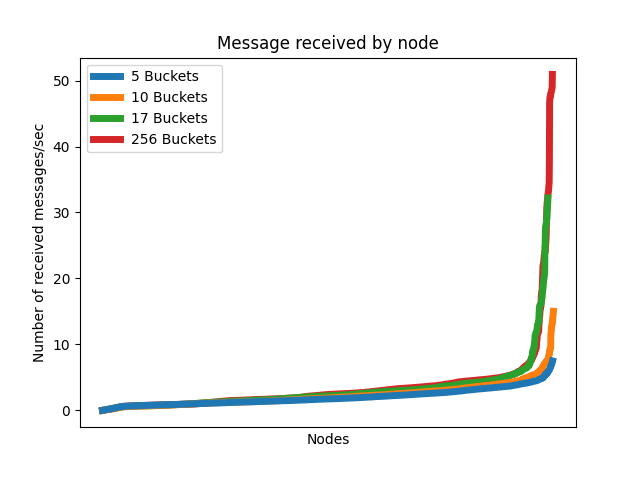 Message received by node
5 Buckets
10 Buckets
17 Buckets
256 Buckets
Number of received messages/sec
50
40
30
20
10
0
Nodes